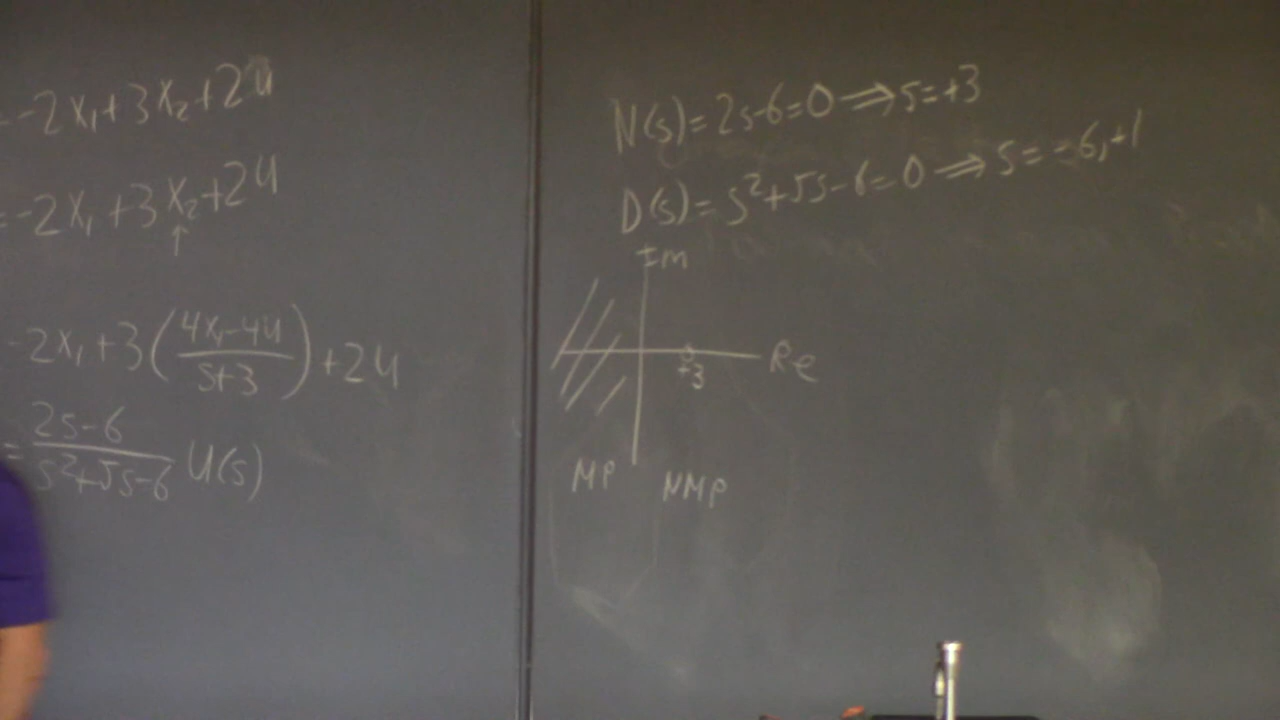 = -2x₁+3x₂+2u
= -2x₁+3x₂+2u
↑
-2x₁+3(4x₁-4u/s+3)+2u
= 2s-6/s²+5s-6 U(s)
N(s)=2s-6=0 ⇒ s=+3
D(s)=s²+5s-6=0 ⇒ s=-6,+1
Im
Re
+3
MP
NMP